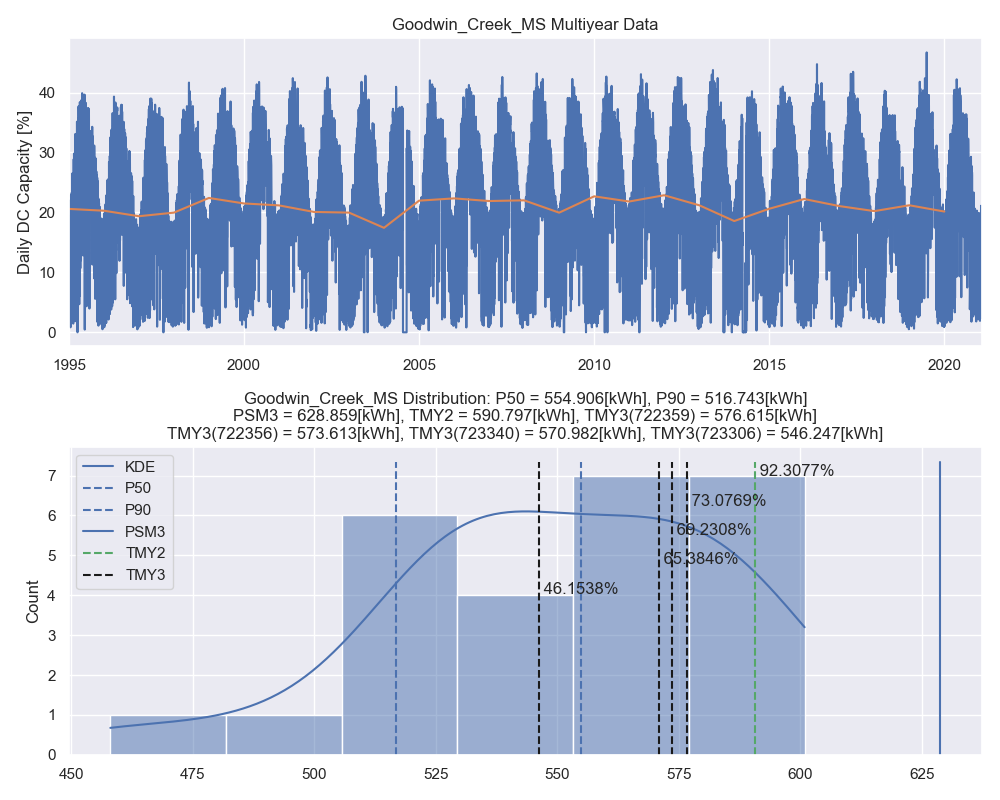 Goodwin_Creek_MS Multiyear Data
Daily DC Capacity [%]
40
30
20
10
0
1995
2000
2005
2010
2015
2020
Goodwin_Creek_MS Distribution: P50 = 554.906[kWh], P90 = 516.743[kWh]
PSM3 = 628.859[kWh], TMY2 = 590.797[kWh], TMY3(722359) = 576.615[kWh]
TMY3(722356) = 573.613[kWh], TMY3(723340) = 570.982[kWh], TMY3(723306) = 546.247[kWh]
Count
7
6
5
4
3
2
1
0
KDE
P50
P90
PSM3
TMY2
TMY3
92.3077%
73.0769%
69.2308%
65.3846%
46.1538%
450
475
500
525
550
575
600
625